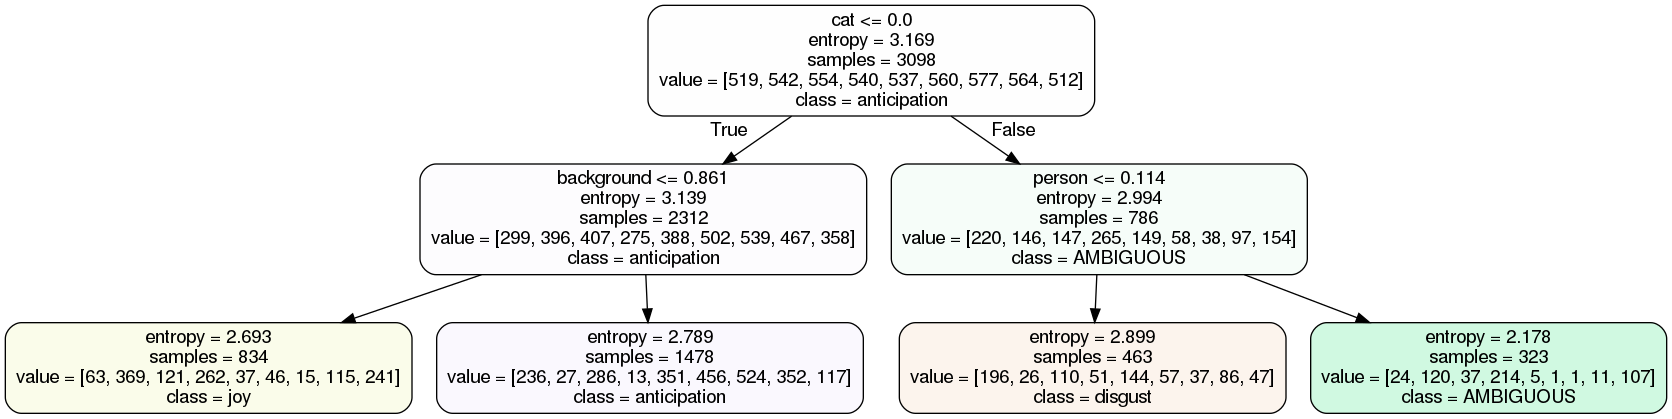 cat <= 0.0
entropy = 3.169
samples = 3098
value = [519, 542, 554, 540, 537, 560, 577, 564, 512]
class = anticipation
True
False
background <= 0.861
entropy = 3.139
samples = 2312
value = [299, 396, 407, 275, 388, 502, 539, 467, 358]
class = anticipation
person <= 0.114
entropy = 2.994
samples = 786
value = [220, 146, 147, 265, 149, 58, 38, 97, 154]
class = AMBIGUOUS
entropy = 2.693
samples = 834
value = [63, 369, 121, 262, 37, 46, 15, 115, 241]
class = joy
entropy = 2.789
samples = 1478
value = [236, 27, 286, 13, 351, 456, 524, 352, 117]
class = anticipation
entropy = 2.899
samples = 463
value = [196, 26, 110, 51, 144, 57, 37, 86, 47]
class = disgust
entropy = 2.178
samples = 323
value = [24, 120, 37, 214, 5, 1, 1, 11, 107]
class = AMBIGUOUS